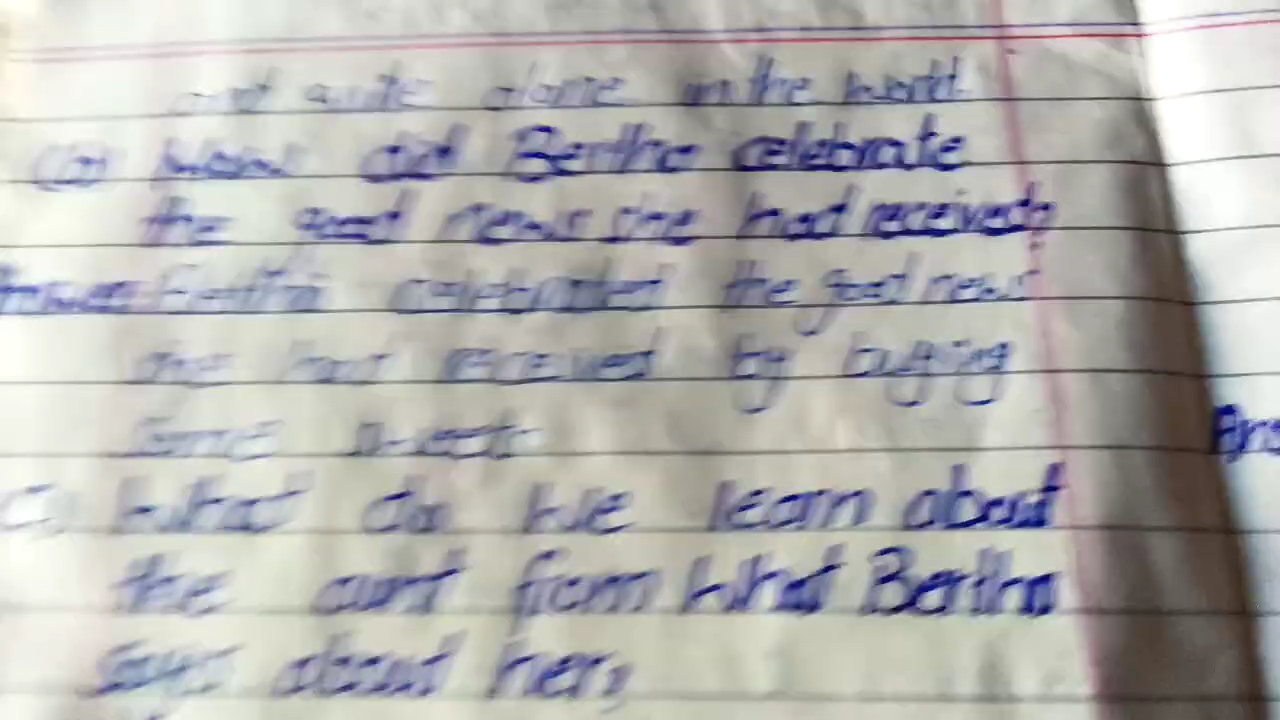 and quite alone in the world.
(b) How did Bertha celebrate
the good news she had received?
Answer: Bertha celebrated the good news
she had received by buying
some sweets
c) What do we learn about
the aunt from what Bertha
says about her,
Ans